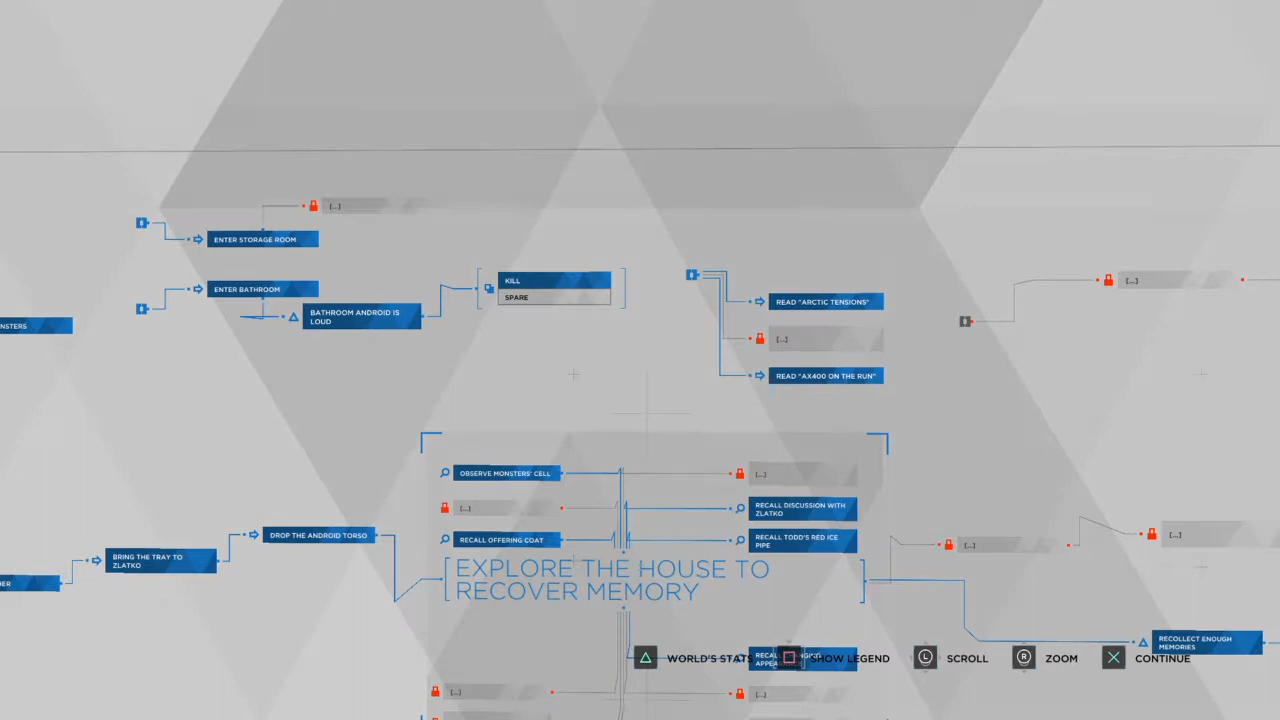 [...]
ENTER STORAGE ROOM
ENTER BATHROOM
KILL
SPARE
BATHROOM ANDROID IS
LOUD
NSTERS
[...]
READ "ARCTIC TENSIONS"
[...]
READ "AX400 ON THE RUN"
OBSERVE MONSTERS' CELL
[...]
[...]
RECALL DISCUSSION WITH
ZLATKO
RECALL OFFERING COAT
RECALL TODD'S RED ICE
PIPE
DROP THE ANDROID TORSO
BRING THE TRAY TO
ZLATKO
HER
EXPLORE THE HOUSE TO
RECOVER MEMORY
[...]
[...]
RECOLLECT ENOUGH
MEMORIES
WORLD'S STATS
SHOW LEGEND
SCROLL
ZOOM
CONTINUE
[...]
[...]